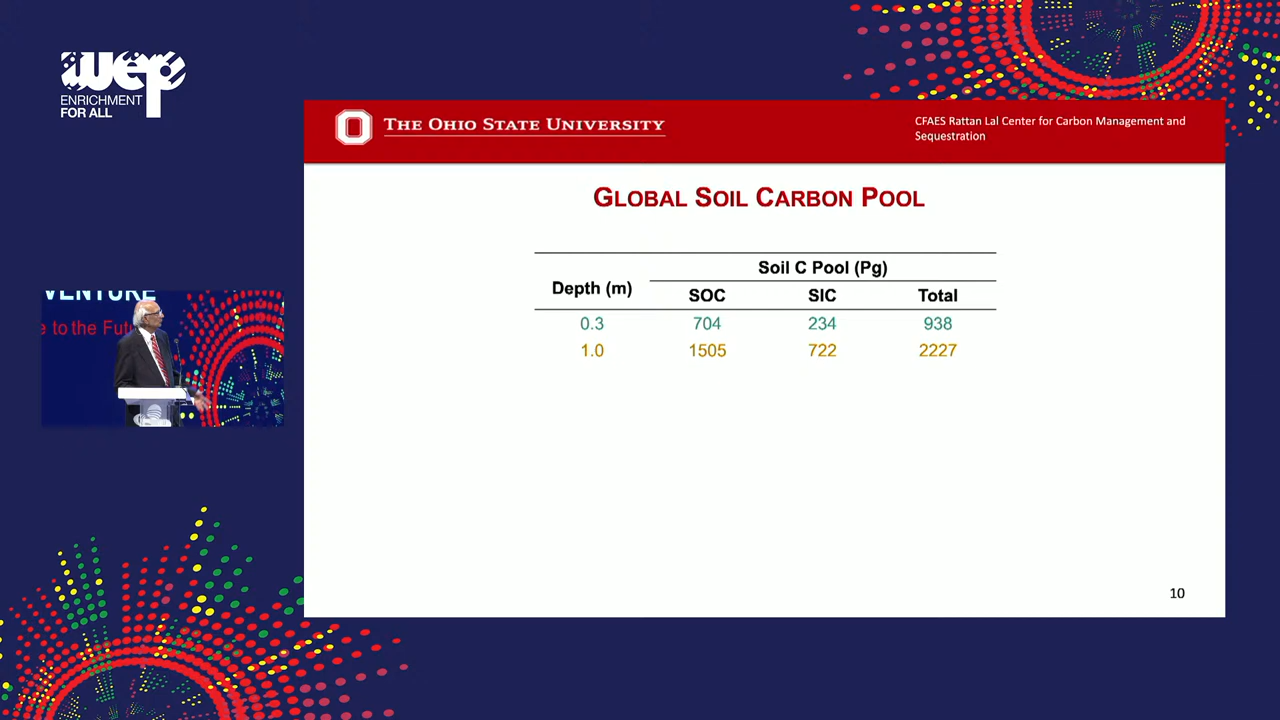 wep
ENRICHMENT
FOR ALL
THE OHIO STATE UNIVERSITY
CFAES Rattan Lal Center for Carbon Management and
Sequestration
GLOBAL SOIL CARBON POOL
Soil C Pool (Pg)
Depth (m) SOC SIC Total
0.3 704 234 938
1.0 1505 722 2227
VENTURE
e to the Futu
10